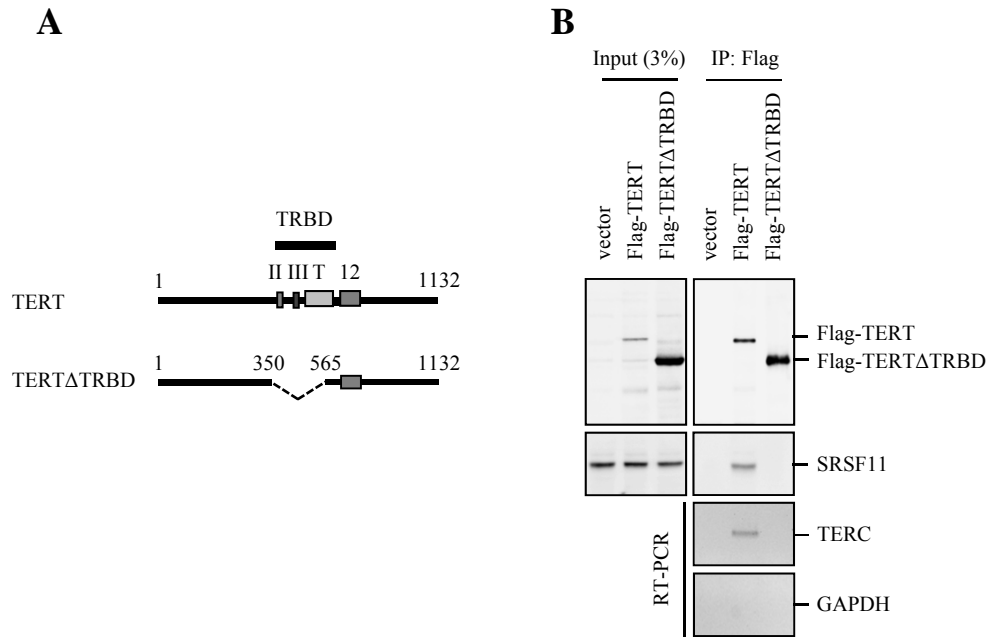 A
TRBD
II III T 12
1 1132
TERT
1 350 565 1132
TERTΔTRBD
B
Input (3%) IP: Flag
vector
Flag-TERT
Flag-TERTΔTRBD
vector
Flag-TERT
Flag-TERTΔTRBD
Flag-TERT
Flag-TERTΔTRBD
SRSF11
RT-PCR
TERC
GAPDH